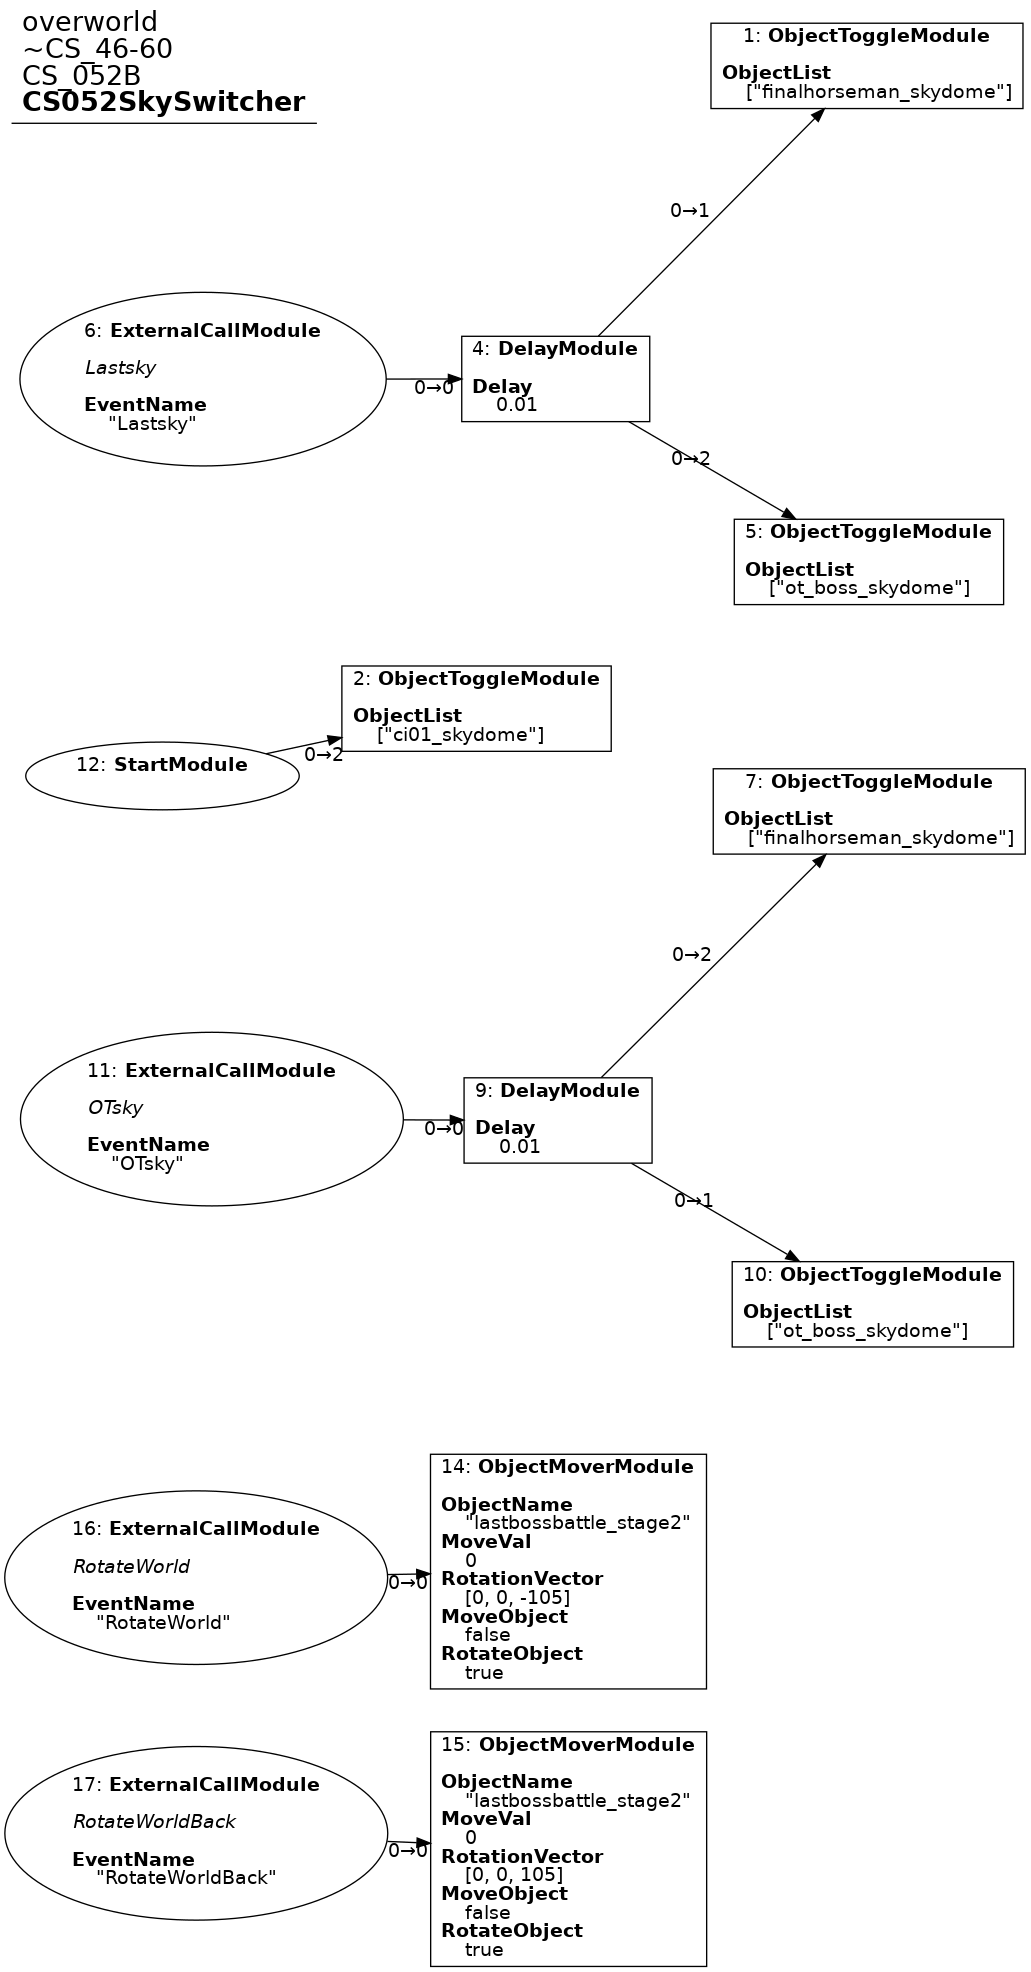 overworld
~CS_46-60
CS_052B
CS052SkySwitcher
1: ObjectToggleModule
ObjectList
["finalhorseman_skydome"]
0→1
6: ExternalCallModule
Lastsky
EventName
"Lastsky"
0→0
4: DelayModule
Delay
0.01
0→2
5: ObjectToggleModule
ObjectList
["ot_boss_skydome"]
2: ObjectToggleModule
ObjectList
["ci01_skydome"]
12: StartModule
0→2
7: ObjectToggleModule
ObjectList
["finalhorseman_skydome"]
0→2
11: ExternalCallModule
OTsky
EventName
"OTsky"
0→0
9: DelayModule
Delay
0.01
0→1
10: ObjectToggleModule
ObjectList
["ot_boss_skydome"]
16: ExternalCallModule
RotateWorld
EventName
"RotateWorld"
0→0
14: ObjectMoverModule
ObjectName
"lastbossbattle_stage2"
MoveVal
0
RotationVector
[0, 0, -105]
MoveObject
false
RotateObject
true
17: ExternalCallModule
RotateWorldBack
EventName
"RotateWorldBack"
0→0
15: ObjectMoverModule
ObjectName
"lastbossbattle_stage2"
MoveVal
0
RotationVector
[0, 0, 105]
MoveObject
false
RotateObject
true